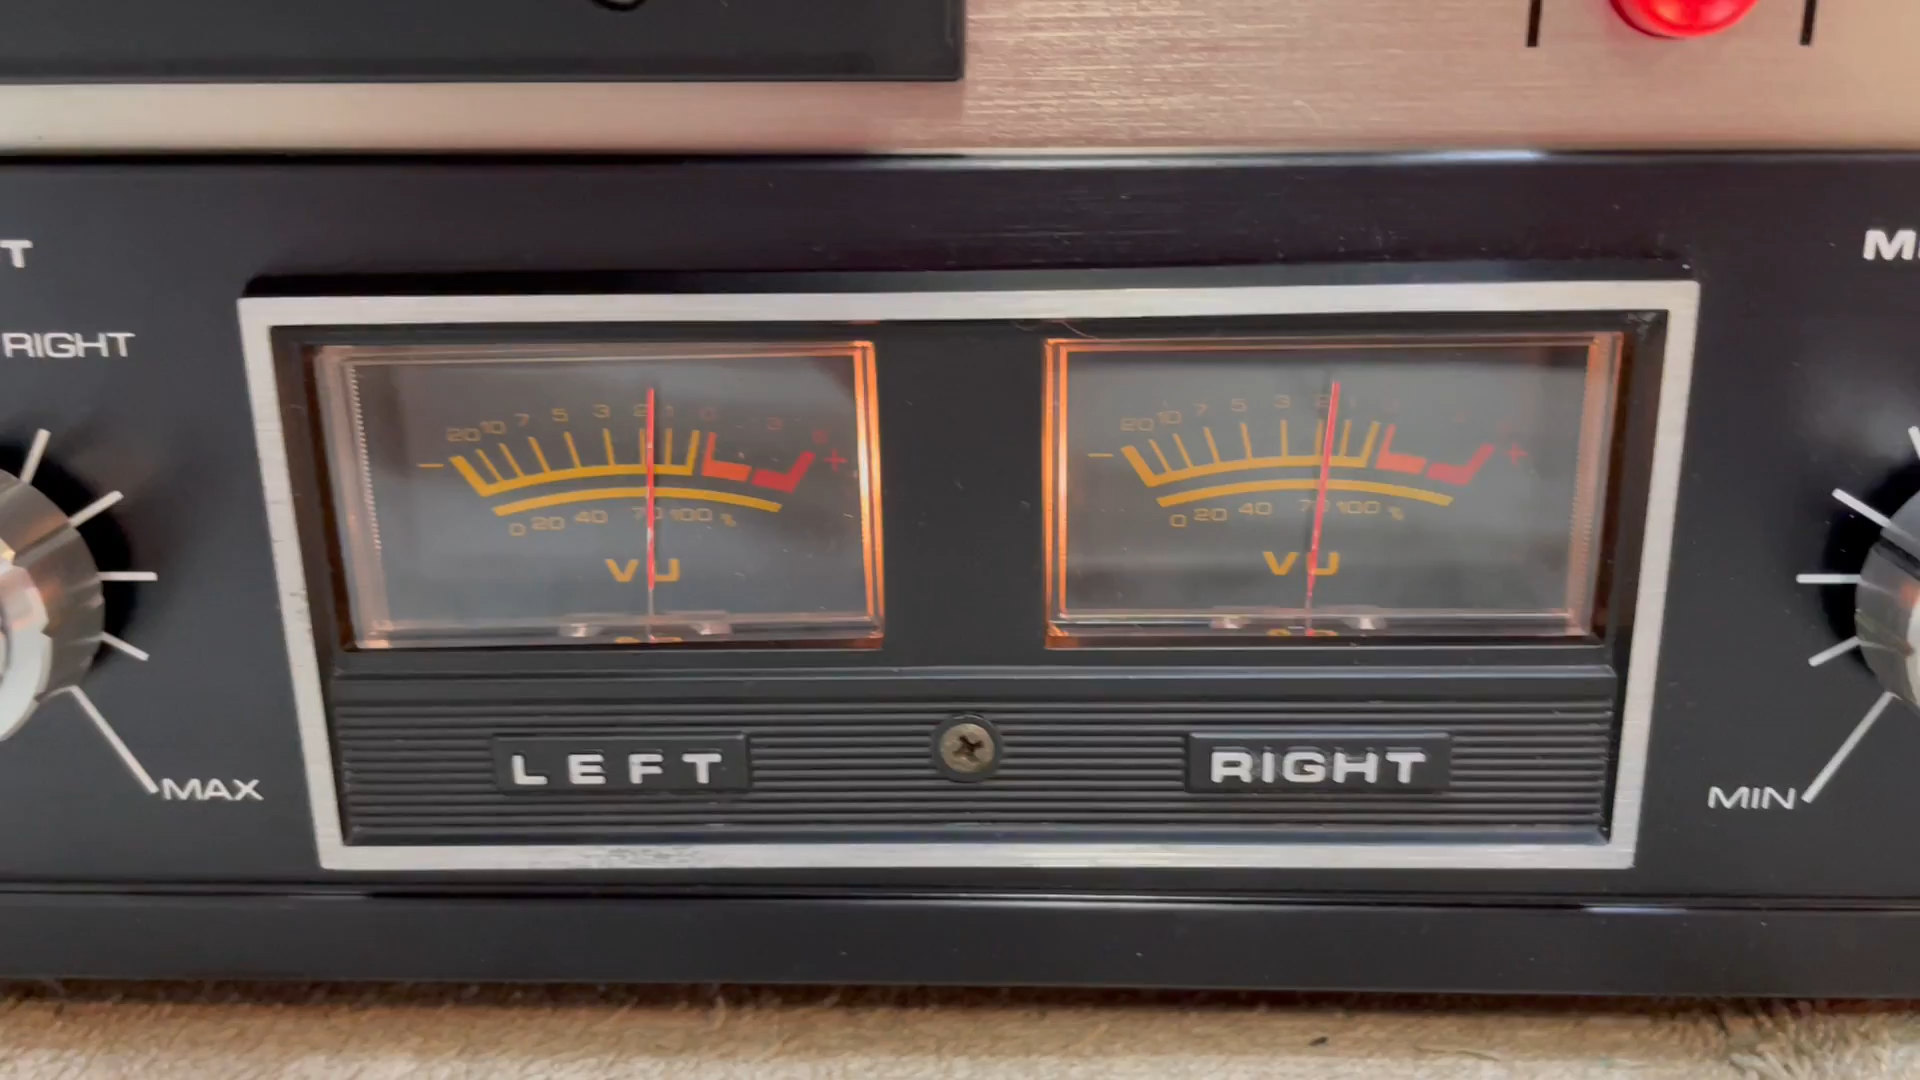 T
M
RIGHT
20 10 7 5 3 2 1 0 3 +
20 10 7 5 3 2 1 +
0 20 40 70 100 %
0 20 40 100 %
VU
VU
LEFT
RIGHT
MAX
MIN